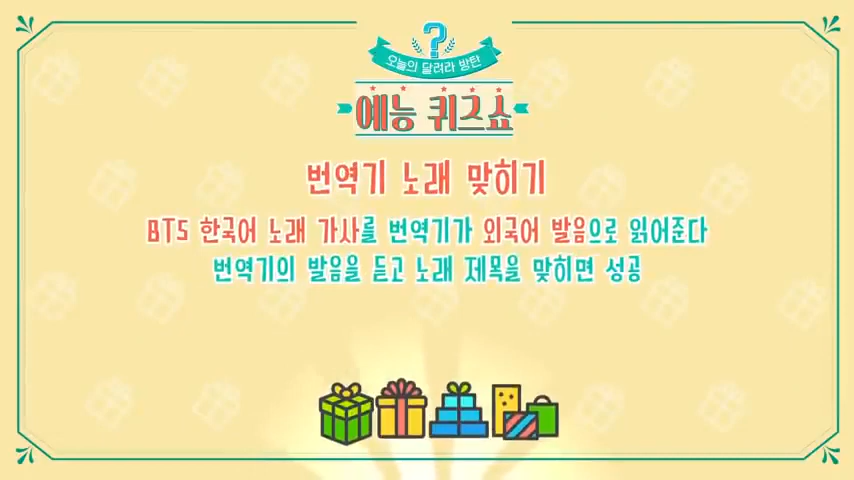 ?
오늘의 달려라 방탄
예능 퀴즈쇼
번역기 노래 맞히기
BTS 한국어 노래 가사를 번역기가 외국어 발음으로 읽어준다
번역기의 발음을 듣고 노래 제목을 맞히면 성공